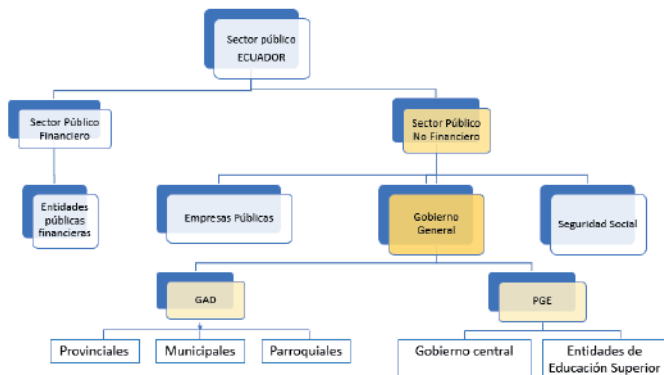 Sector público
ECUADOR
Sector Público
Financiero
Sector Público
No Financiero
Entidades
públicas
financieras
Empresas Públicas
Gobierno
General
Seguridad Social
GAD
PGE
Provinciales
Municipales
Parroquiales
Gobierno central
Entidades de
Educación Superior